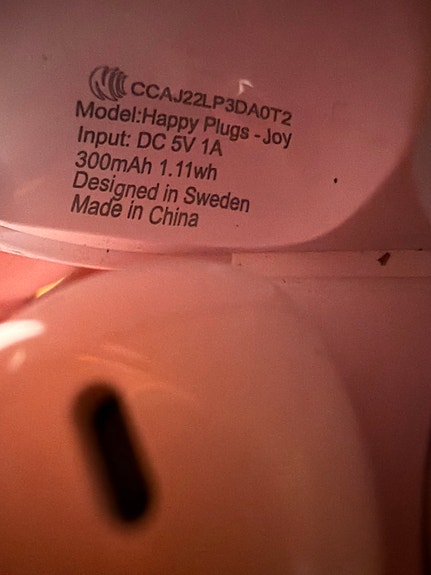 CCAJ22LP3DA0T2
Model:Happy Plugs - Joy
Input: DC 5V 1A
300mAh 1.11wh
Designed in Sweden
Made in China